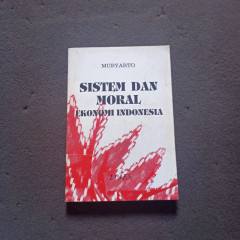 MUBYARTO
SISTEM DAN
MORAL
EKONOMI INDONESIA